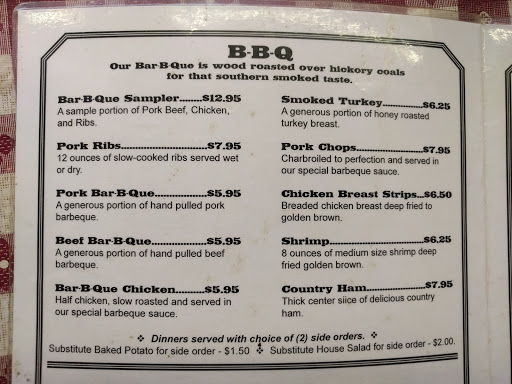 B-B-Q
Our Bar-B-Que is wood roasted over hickory coals
for that southern smoked taste.
Bar-B-Que Sampler........$12.95
A sample portion of Pork Beef, Chicken,
and Ribs.
Pork Ribs..............................$7.95
12 ounces of slow-cooked ribs served wet
or dry.
Pork Bar-B-Que...................$5.95
A generous portion of hand pulled pork
barbeque.
Beef Bar-B-Que....................$5.95
A generous portion of hand pulled beef
barbeque.
Bar-B-Que Chicken..........$5.95
Half chicken, slow roasted and served in
our special barbeque sauce.
Smoked Turkey...............$6.25
A generous portion of honey roasted
turkey breast.
Pork Chops.........................$7.95
Charbroiled to perfection and served in
our special barbeque sauce.
Chicken Breast Strips...$6.50
Breaded chicken breast deep fried to
golden brown.
Shrimp..................................$6.25
8 ounces of medium size shrimp deep
fried golden brown.
Country Ham.....................$7.95
Thick center siice of delicious country
ham.
❖ Dinners served with choice of (2) side orders. ❖
Substitute Baked Potato for side order - $1.50 ❖ Substitute House Salad for side order - $2.00.